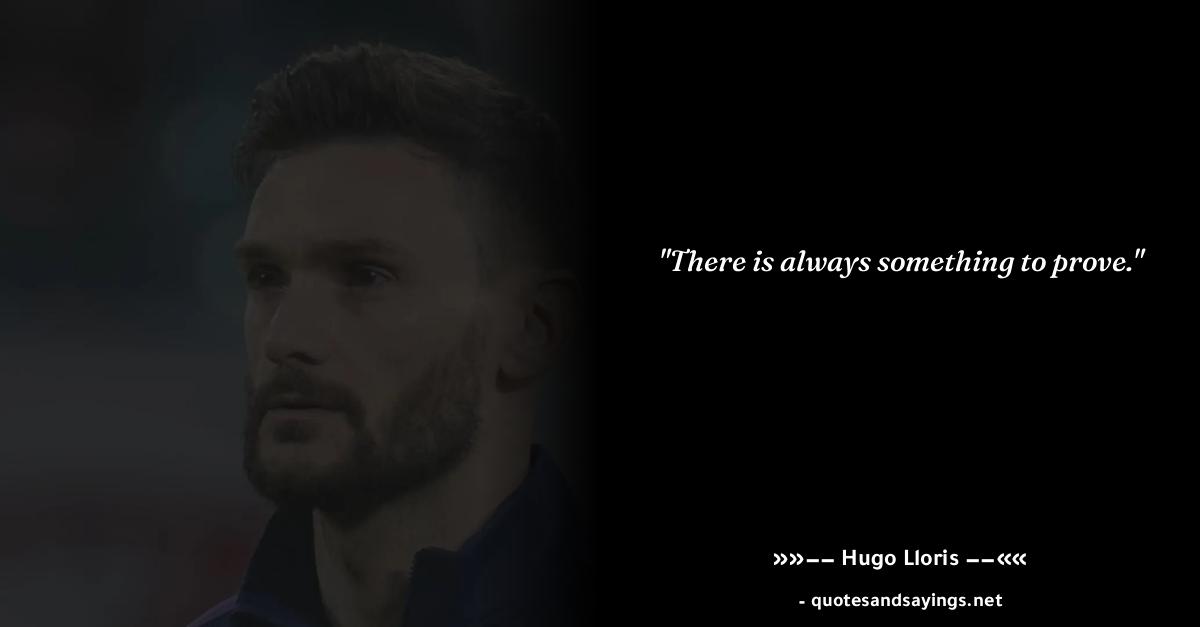 "There is always something to prove."
»»−− Hugo Lloris −−««
- quotesandsayings.net